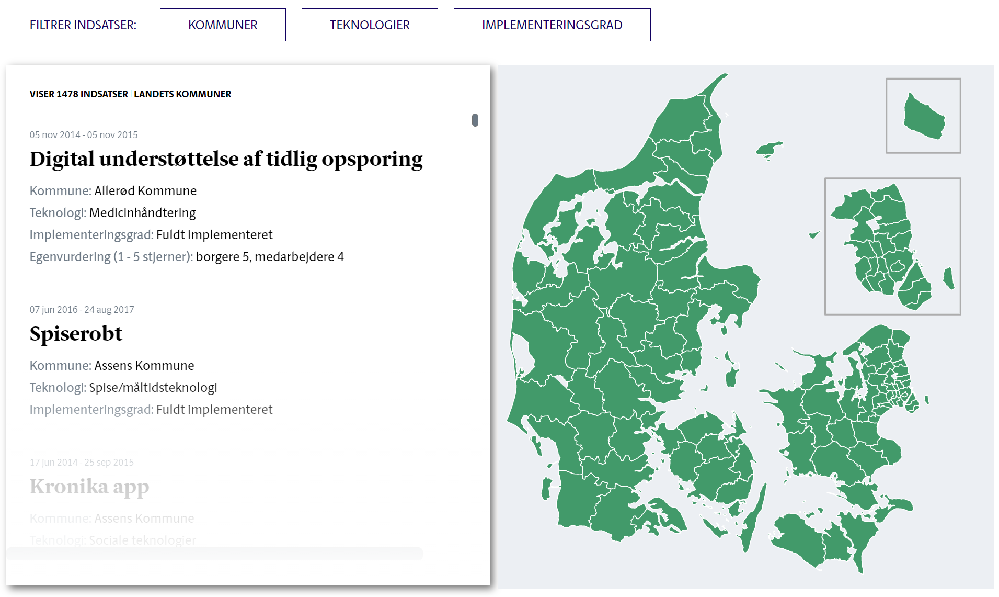 FILTRER INDSATSER:
KOMMUNER
TEKNOLOGIER
IMPLEMENTERINGSGRAD
VISER 1478 INDSATSER | LANDETS KOMMUNER
05 nov 2014 - 05 nov 2015
Digital understøttelse af tidlig opsporing
Kommune: Allerød Kommune
Teknologi: Medicinhåndtering
Implementeringsgrad: Fuldt implementeret
Egenvurdering (1 - 5 stjerner): borgere 5, medarbejdere 4
07 jun 2016 - 24 aug 2017
Spiserobt
Kommune: Assens Kommune
Teknologi: Spise/måltidsteknologi
Implementeringsgrad: Fuldt implementeret
17 jun 2014 - 25 sep 2015
Kronika app
Kommune: Assens Kommune
Teknologi: Sociale teknologier